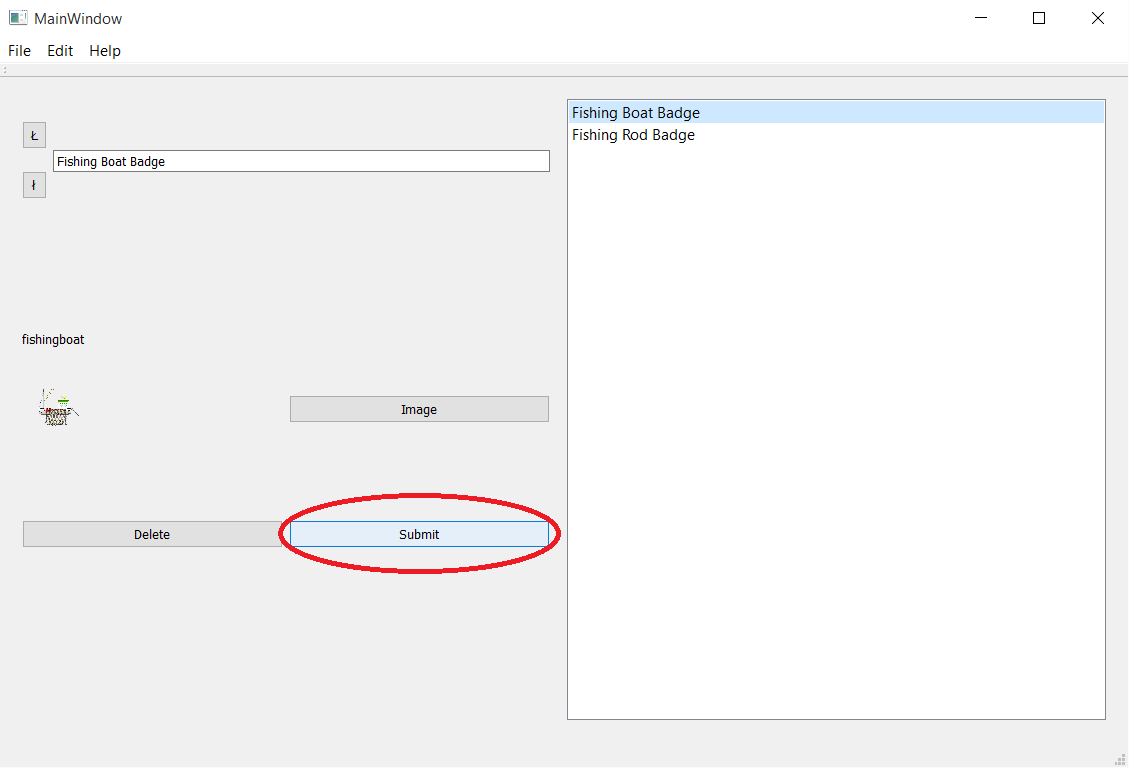 MainWindow
File Edit Help
Ł
Fishing Boat Badge
ł
fishingboat
Image
Delete
Submit
Fishing Boat Badge
Fishing Rod Badge